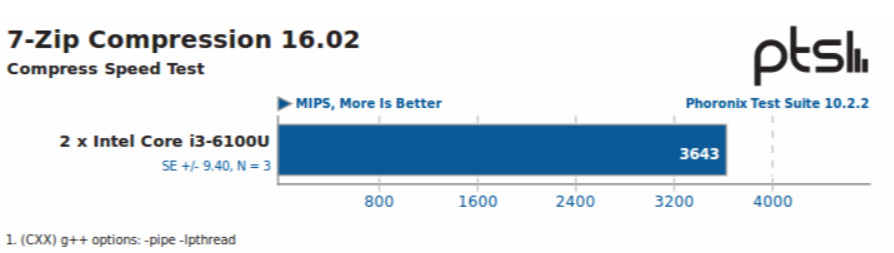 7-Zip Compression 16.02
ptsl
Compress Speed Test
MIPS, More Is Better
Phoronix Test Suite 10.2.2
2 x Intel Core i3-6100U
SE +/- 9.40, N = 3
3643
800 1600 2400 3200 4000
1. (CXX) g++ options: -pipe -lpthread